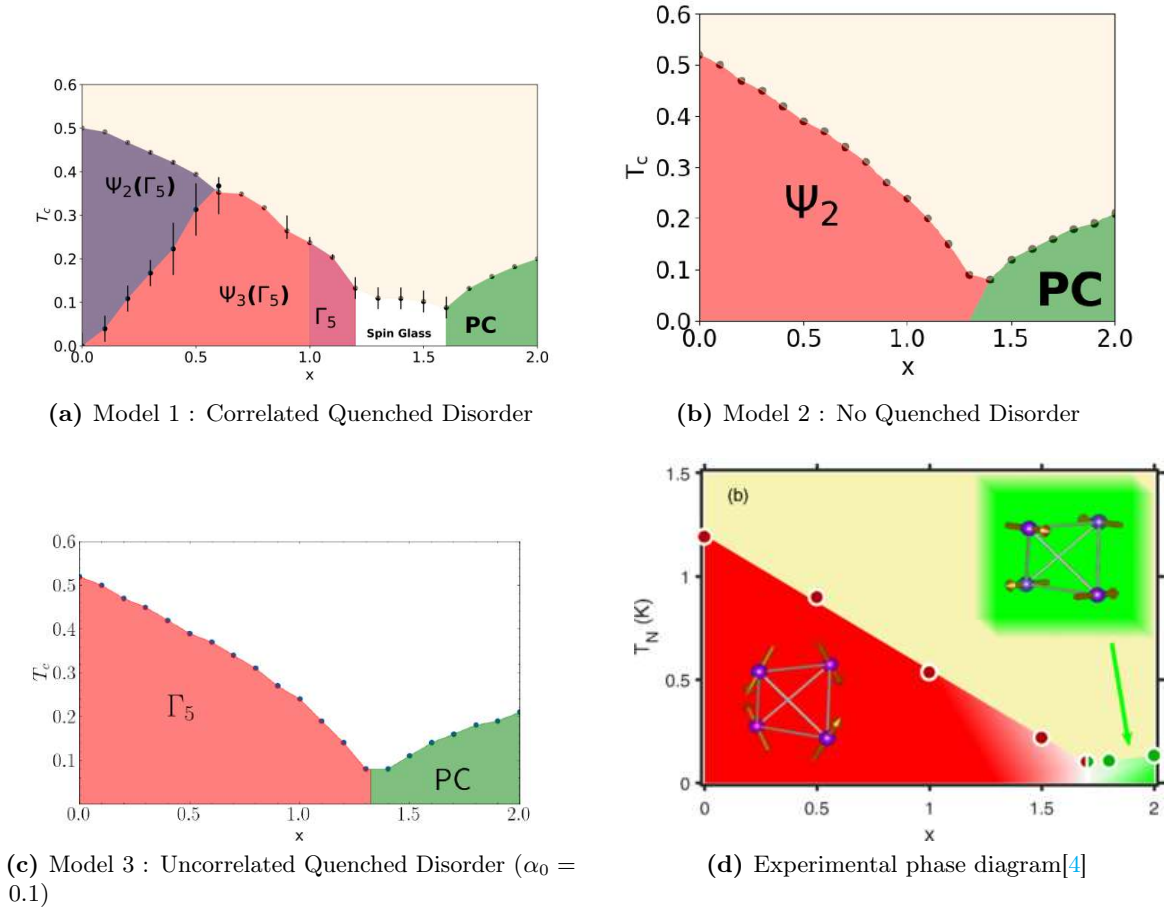 0.6
0.5
0.4
0.3
0.2
0.1
0.0
T_c
Ψ₂(Γ₅)
Ψ₃(Γ₅)
Γ₅
Spin Glass
PC
0.0 0.5 1.0 1.5 2.0
x
(a) Model 1 : Correlated Quenched Disorder
0.6
0.5
0.4
0.3
0.2
0.1
0.0
T_c
Ψ₂
PC
0.0 0.5 1.0 1.5 2.0
x
(b) Model 2 : No Quenched Disorder
0.6
0.5
0.4
0.3
0.2
0.1
T_c
Γ₅
PC
0.0 0.5 1.0 1.5 2.0
x
(c) Model 3 : Uncorrelated Quenched Disorder (α₀ =
0.1)
1.5
1
0.5
0
T_N (K)
(b)
0 0.5 1 1.5 2
x
(d) Experimental phase diagram[4]